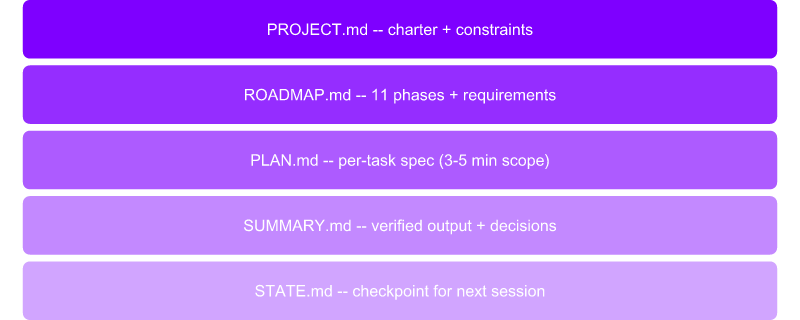 PROJECT.md -- charter + constraints
ROADMAP.md -- 11 phases + requirements
PLAN.md -- per-task spec (3-5 min scope)
SUMMARY.md -- verified output + decisions
STATE.md -- checkpoint for next session